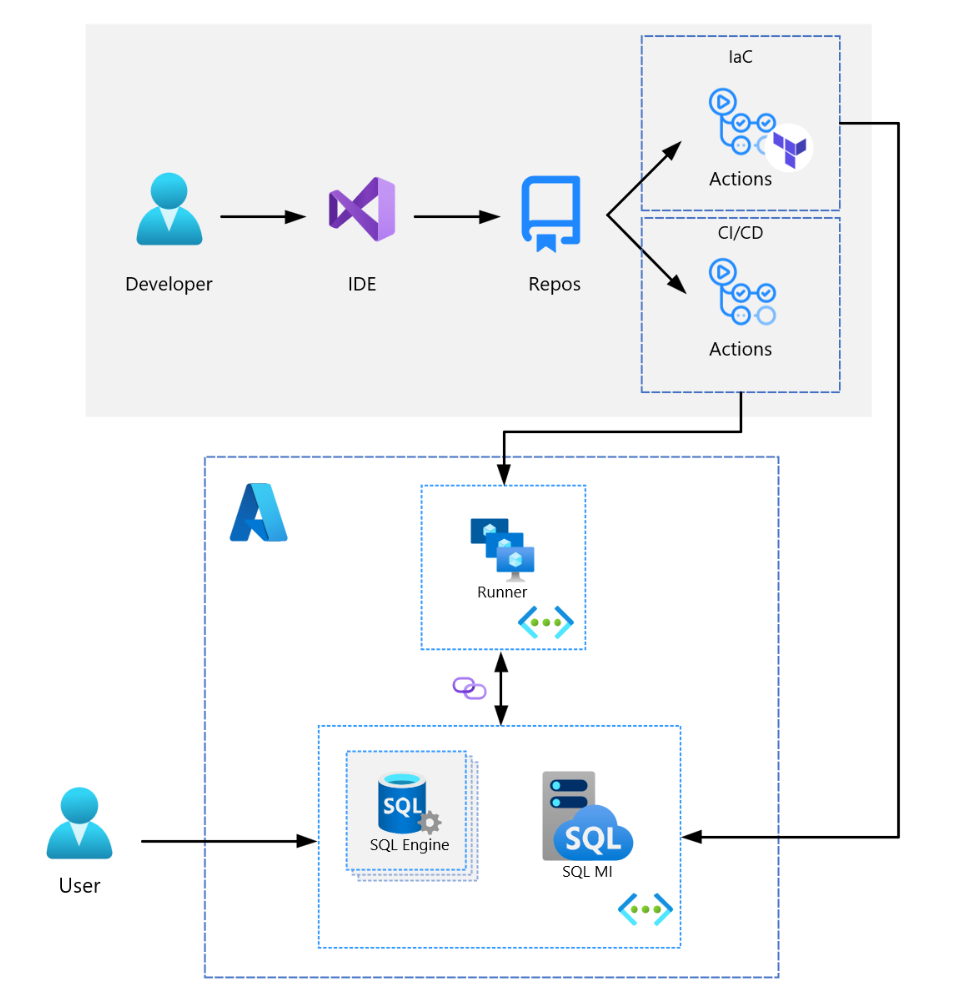 IaC
Actions
CI/CD
Actions
Developer
IDE
Repos
Runner
SQL
SQL Engine
SQL
SQL MI
User